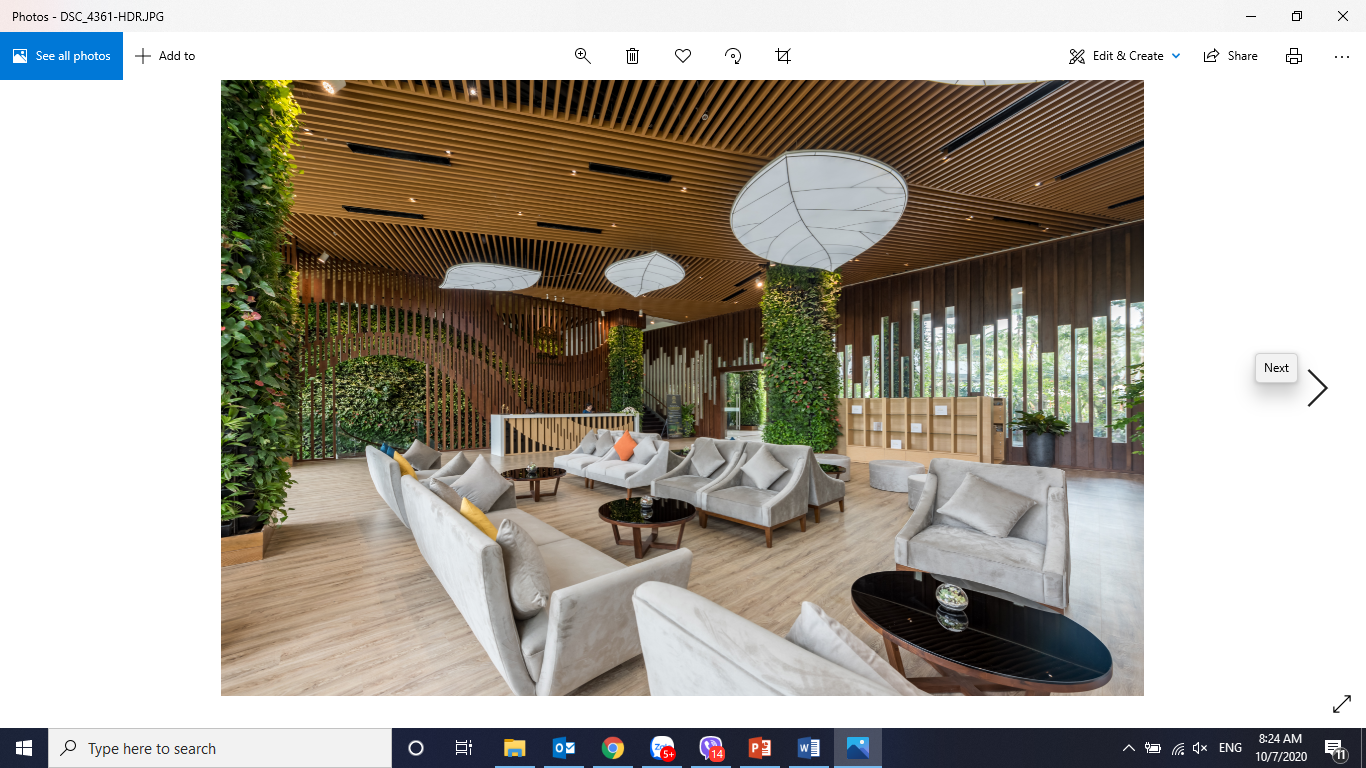 Photos - DSC_4361-HDR.JPG
See all photos
Add to
Edit & Create
Share
Next
Type here to search
5+
14
ENG
8:24 AM
10/7/2020
11